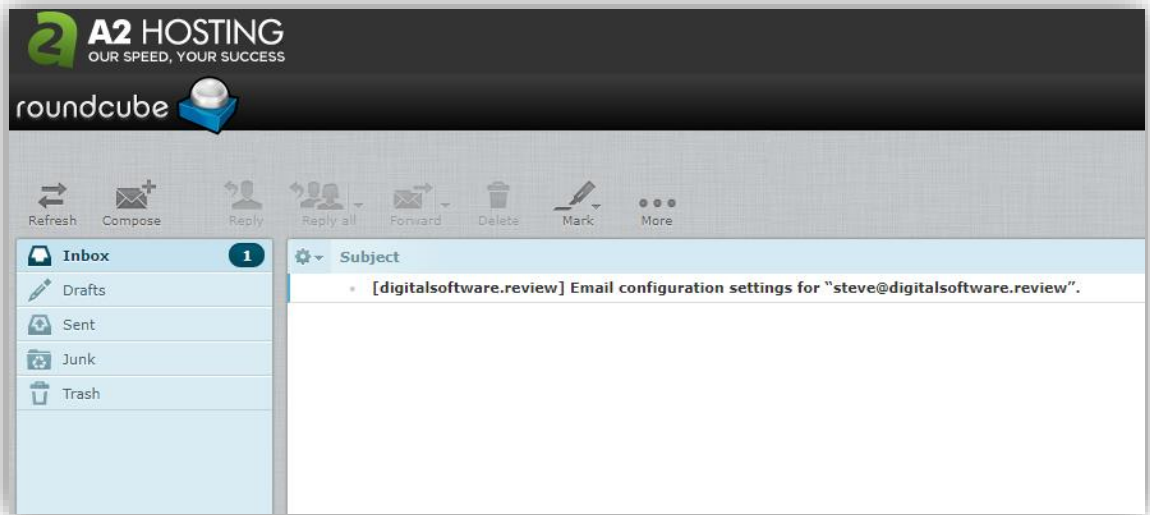 A2 HOSTING
OUR SPEED, YOUR SUCCESS
roundcube
Refresh Compose Reply Reply all Forward Delete Mark More
Inbox 1 Subject
Drafts [digitalsoftware.review] Email configuration settings for “steve@digitalsoftware.review”.
Sent
Junk
Trash